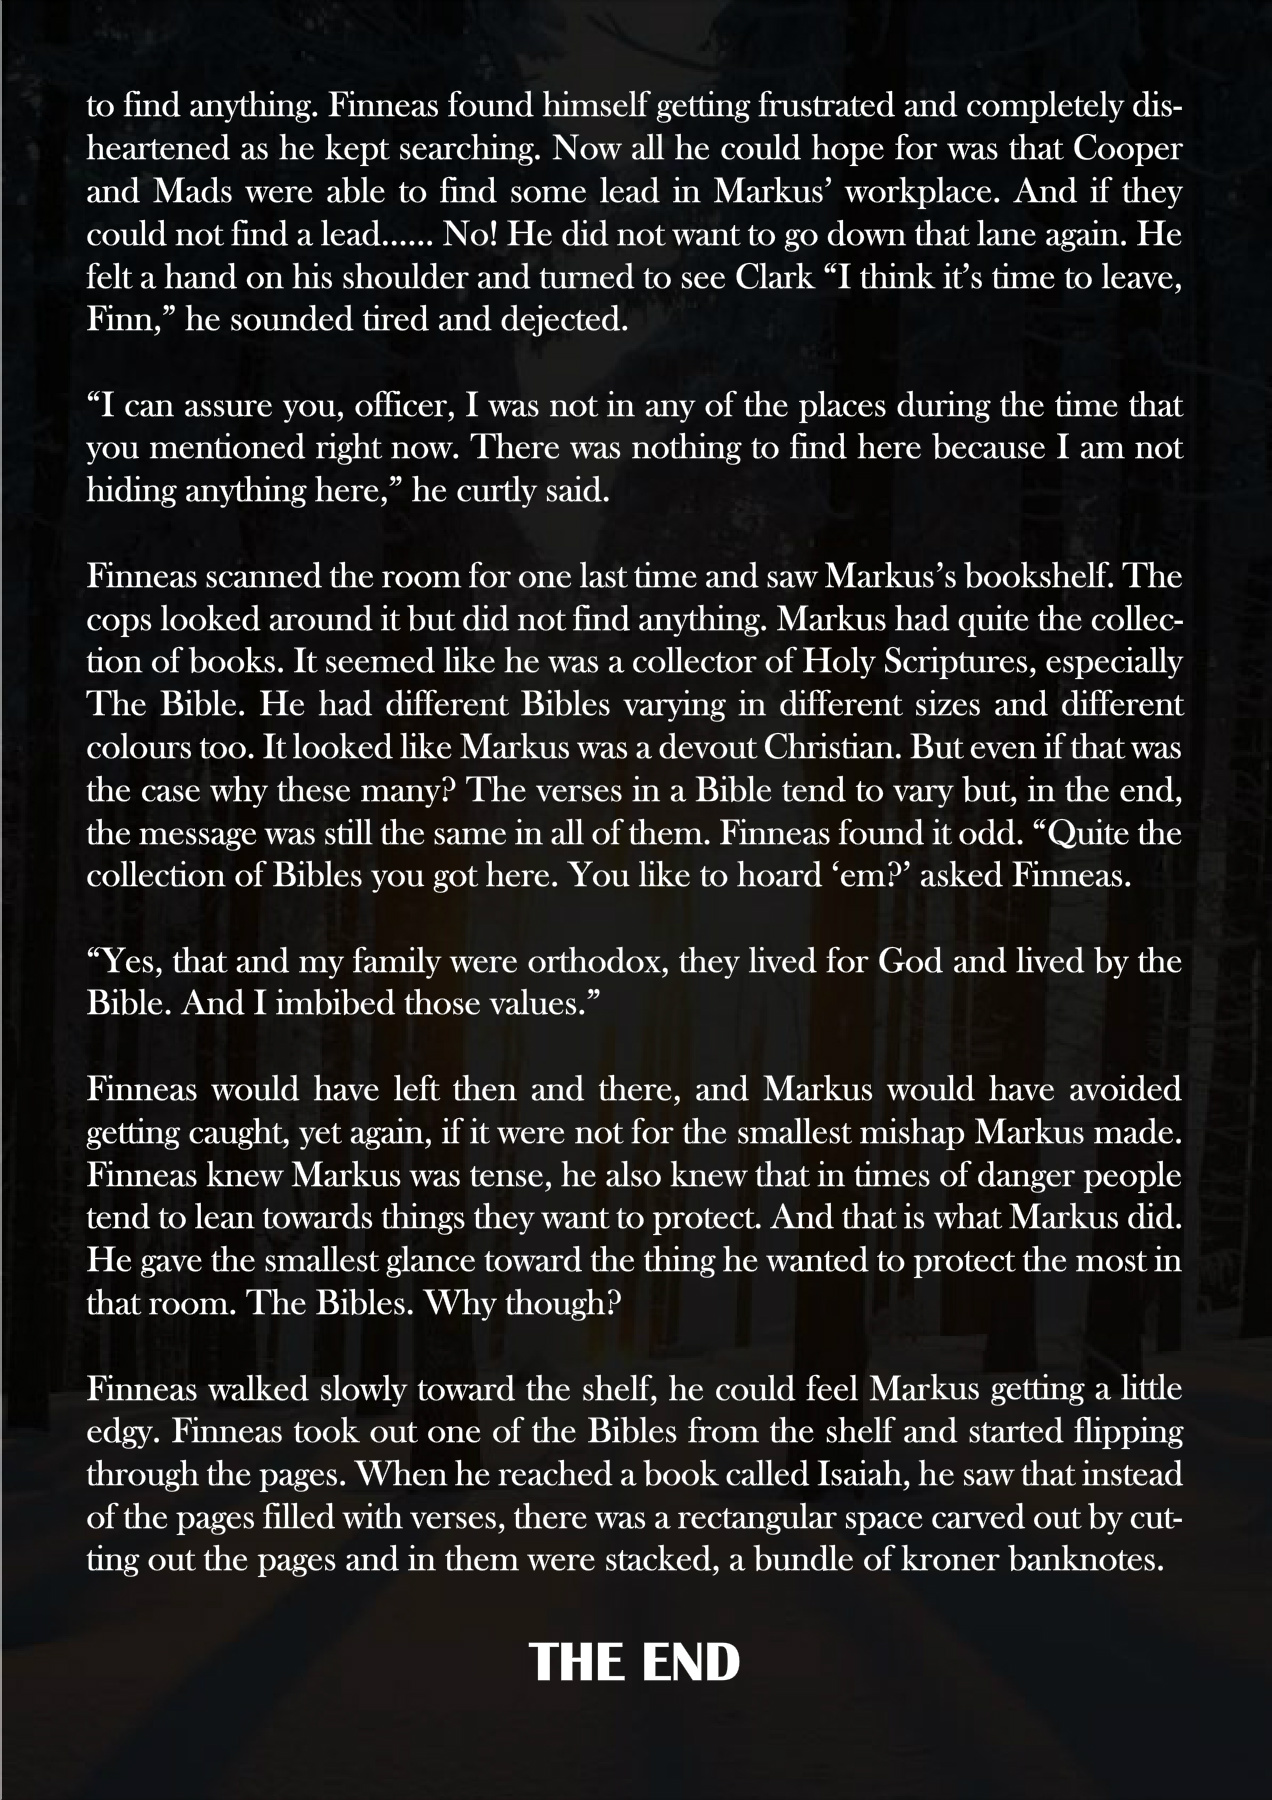 to find anything. Finneas found himself getting frustrated and completely dis-
heartened as he kept searching. Now all he could hope for was that Cooper
and Mads were able to find some lead in Markus’ workplace. And if they
could not find a lead...... No! He did not want to go down that lane again. He
felt a hand on his shoulder and turned to see Clark “I think it’s time to leave,
Finn,” he sounded tired and dejected.
“I can assure you, officer, I was not in any of the places during the time that
you mentioned right now. There was nothing to find here because I am not
hiding anything here,” he curtly said.
Finneas scanned the room for one last time and saw Markus’s bookshelf. The
cops looked around it but did not find anything. Markus had quite the collec-
tion of books. It seemed like he was a collector of Holy Scriptures, especially
The Bible. He had different Bibles varying in different sizes and different
colours too. It looked like Markus was a devout Christian. But even if that was
the case why these many? The verses in a Bible tend to vary but, in the end,
the message was still the same in all of them. Finneas found it odd. “Quite the
collection of Bibles you got here. You like to hoard ‘em?’ asked Finneas.
“Yes, that and my family were orthodox, they lived for God and lived by the
Bible. And I imbibed those values.”
Finneas would have left then and there, and Markus would have avoided
getting caught, yet again, if it were not for the smallest mishap Markus made.
Finneas knew Markus was tense, he also knew that in times of danger people
tend to lean towards things they want to protect. And that is what Markus did.
He gave the smallest glance toward the thing he wanted to protect the most in
that room. The Bibles. Why though?
Finneas walked slowly toward the shelf, he could feel Markus getting a little
edgy. Finneas took out one of the Bibles from the shelf and started flipping
through the pages. When he reached a book called Isaiah, he saw that instead
of the pages filled with verses, there was a rectangular space carved out by cut-
ting out the pages and in them were stacked, a bundle of kroner banknotes.
THE END